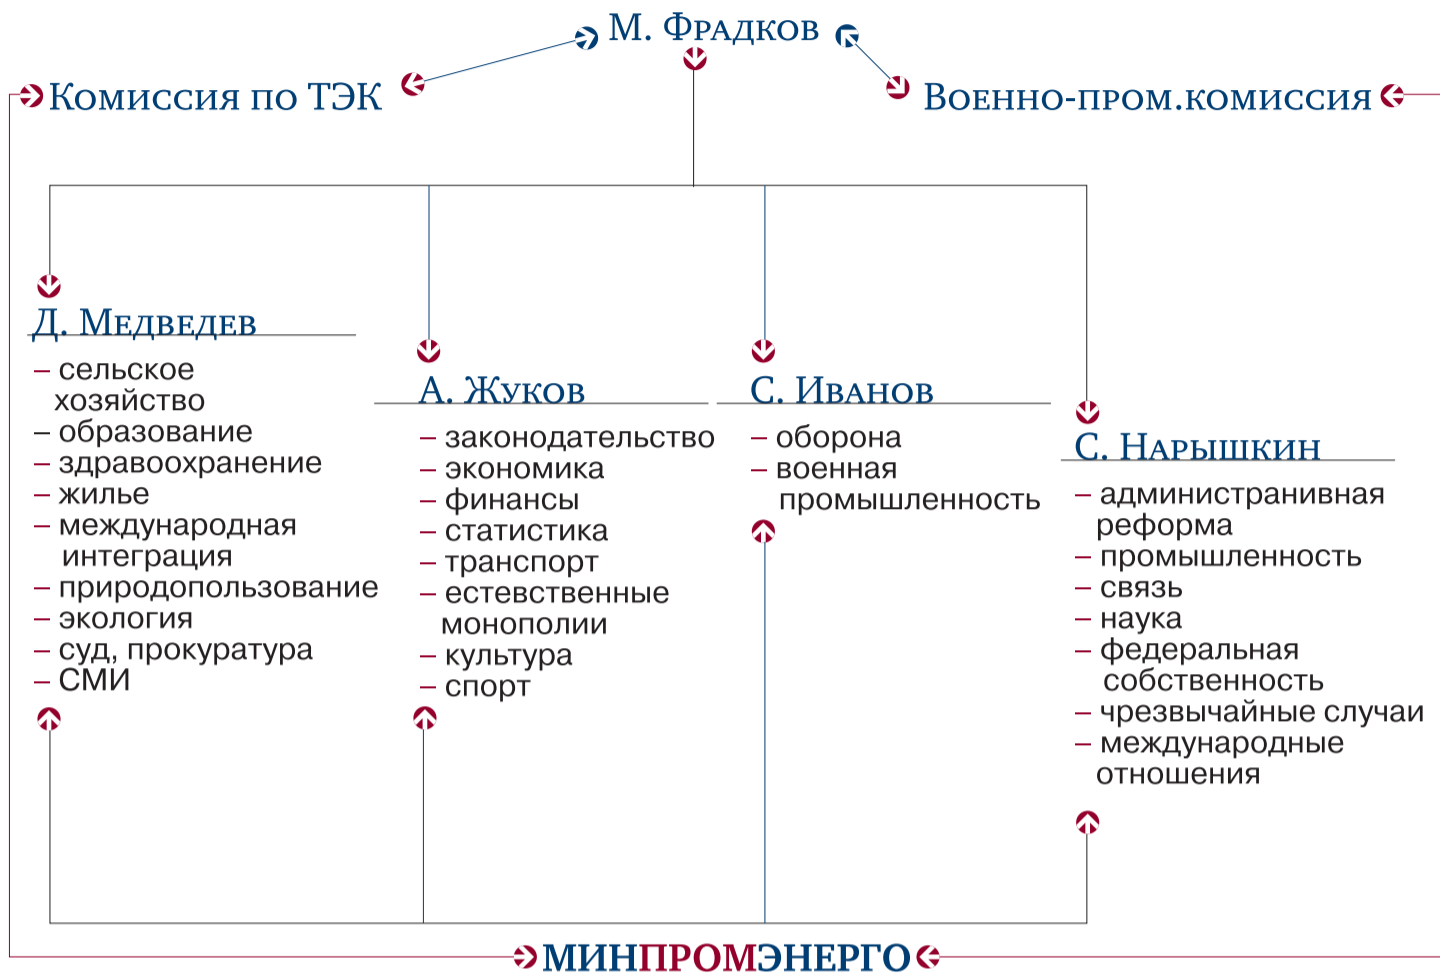 М. Фрадков
Комиссия по ТЭК
Военно-пром.комиссия
Д. Медведев
– сельское
хозяйство
– образование
– здравоохранение
– жилье
– международная
интеграция
– природопользование
– экология
– суд, прокуратура
– СМИ
А. Жуков
– законодательство
– экономика
– финансы
– статистика
– транспорт
– естевственные
монополии
– культура
– спорт
С. Иванов
– оборона
– военная
промышленность
С. Нарышкин
– администранивная
реформа
– промышленность
– связь
– наука
– федеральная
собственность
– чрезвычайные случаи
– международные
отношения
МИНПРОМЭНЕРГО